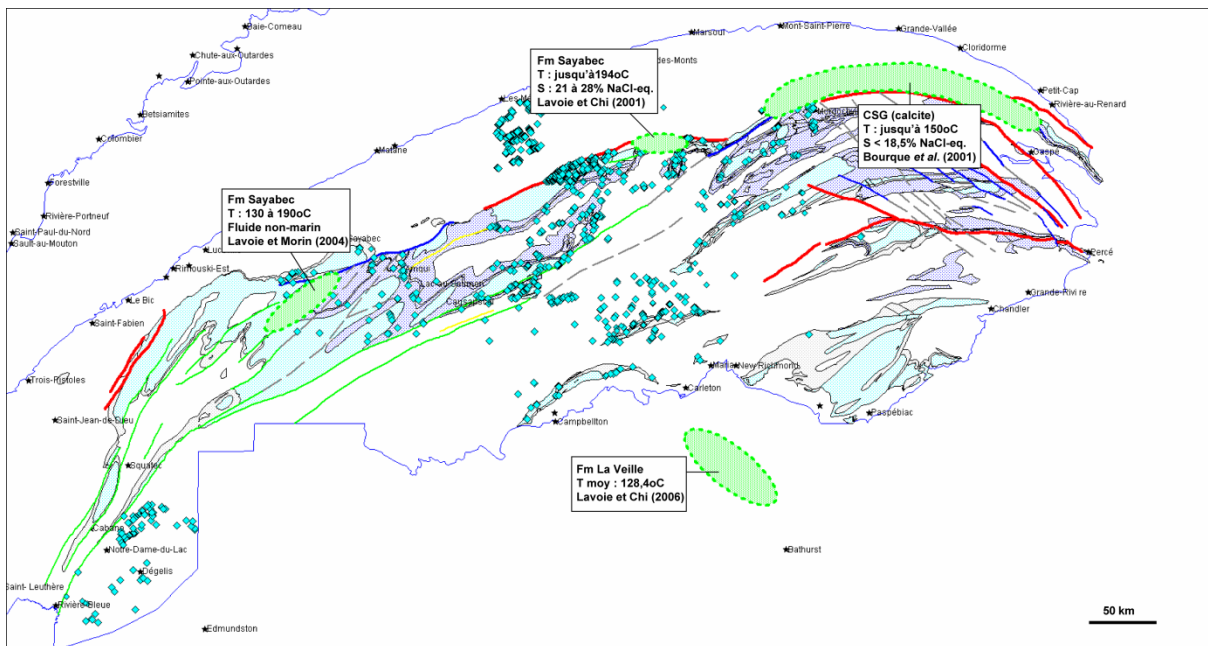 Baie-Comeau
Mont-Saint-Pierre
Grande-Vallée
Marsoui
Cloridorme
Chute-aux-Outardes
Pointe-aux-Outardes
Fm Sayabec
T : jusqu'à194oC
S : 21 à 28% NaCl-eq.
Lavoie et Chi (2001)
des-Monts
Petit-Cap
Rivière-au-Renard
Betsiamites
CSG (calcite)
T : jusqu'à 150oC
S < 18,5% NaCl-eq.
Bourque et al. (2001)
Colombier
Matane
Forestville
Fm Sayabec
T : 130 à 190oC
Fluide non-marin
Lavoie et Morin (2004)
Rivière-Portneuf
Saint-Paul-du-Nord
Sault-au-Mouton
Rimouski-Est
Amqui
Percé
Le Bic
Causapscal
Grande-Rivi re
Chandler
Saint-Fabien
Trois-Pistoles
Maria
New Richmond
Carleton
Saint-Jean-de-Dieu
Campbellton
Paspébiac
Squatec
Fm La Veille
T moy : 128,4oC
Lavoie et Chi (2006)
Cabano
Notre-Dame-du-Lac
Bathurst
Dégelis
Saint- Leuthère
Rivière-Bleue
Edmundston
50 km